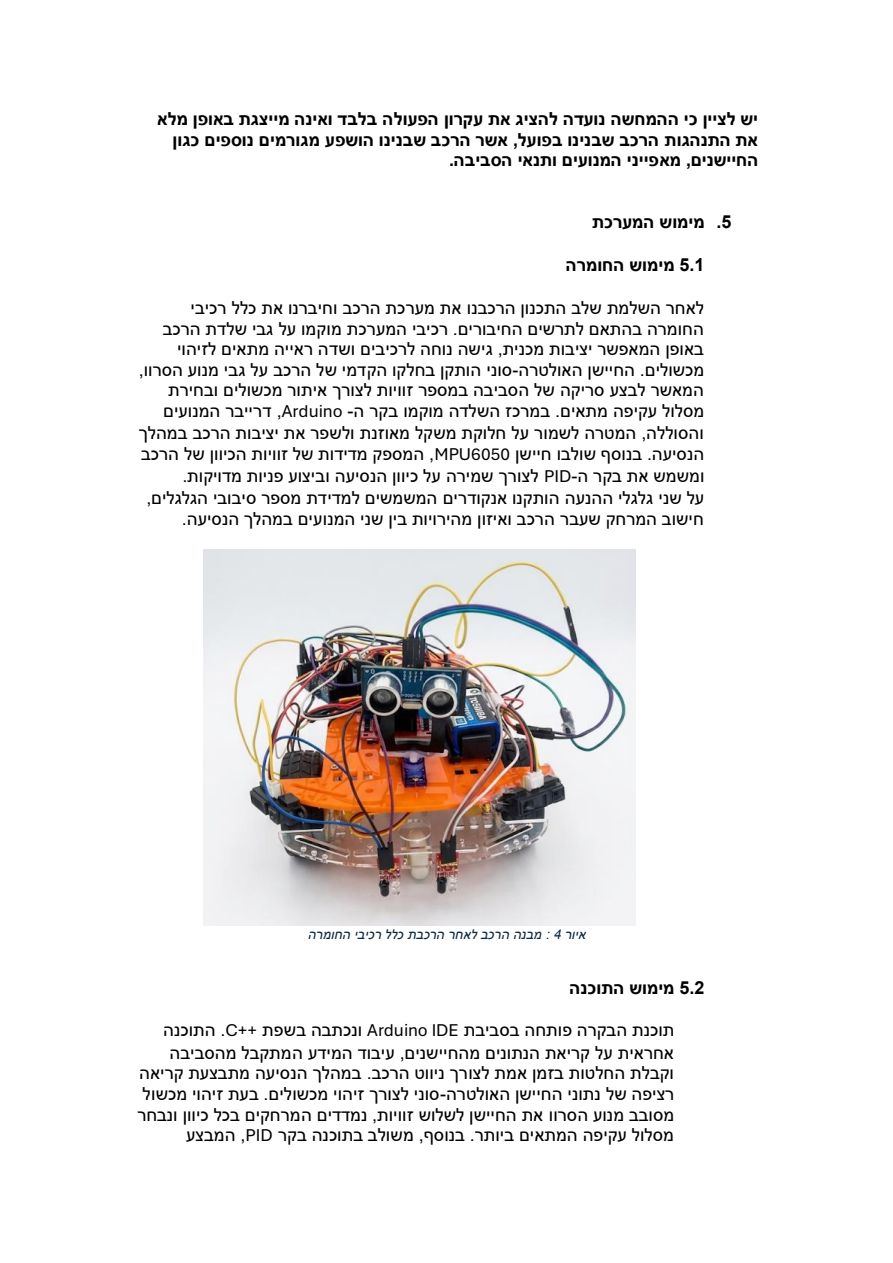 יש לציין כי ההמחשה נועדה להציג את עקרון הפעולה בלבד ואינה מייצגת באופן מלא
את התנהגות הרכב שבנינו בפועל, אשר הרכב שבנינו הושפע מגורמים נוספים כגון
החיישנים, מאפייני המנועים ותנאי הסביבה.
5. מימוש המערכת
5.1 מימוש החומרה
לאחר השלמת שלב התכנון הרכבנו את מערכת הרכב וחיברנו את כלל רכיבי
החומרה בהתאם לתרשים החיבורים. רכיבי המערכת מוקמו על גבי שלדת הרכב
באופן המאפשר יציבות מכנית, גישה נוחה לרכיבים ושדה ראייה מתאים לזיהוי
מכשולים. החיישן האולטרה-סוני הותקן בחלקו הקדמי של הרכב על גבי מנוע הסרוו,
המאשר לבצע סריקה של הסביבה במספר זוויות לצורך איתור מכשולים ובחירת
מסלול עקיפה מתאים. במרכז השלדה מוקמו בקר ה- Arduino, דרייבר המנועים
והסוללה, המטרה לשמור על חלוקת משקל מאוזנת ולשפר את יציבות הרכב במהלך
הנסיעה. בנוסף שולבו חיישן MPU6050, המספק מדידות של זוויות הכיוון של הרכב
ומשמש את בקר ה-PID לצורך שמירה על כיוון הנסיעה וביצוע פניות מדויקות.
על שני גלגלי ההנעה הותקנו אנקודרים המשמשים למדידת מספר סיבובי הגלגלים,
חישוב המרחק שעבר הרכב ואיזון מהירויות בין שני המנועים במהלך הנסיעה.
TOSHIBA
איור 4 : מבנה הרכב לאחר הרכבת כלל רכיבי החומרה
5.2 מימוש התוכנה
תוכנת הבקרה פותחה בסביבת Arduino IDE ונכתבה בשפת C++. התוכנה
אחראית על קריאת הנתונים מהחיישנים, עיבוד המידע המתקבל מהסביבה
וקבלת החלטות בזמן אמת לצורך ניווט הרכב. במהלך הנסיעה מתבצעת קריאה
רציפה של נתוני החיישן האולטרה-סוני לצורך זיהוי מכשולים. בעת זיהוי מכשול
מסובב מנוע הסרוו את החיישן לשלוש זוויות, נמדדים המרחקים בכל כיוון ונבחר
מסלול עקיפה המתאים ביותר. בנוסף, משולב בתוכנה בקר PID, המבצע